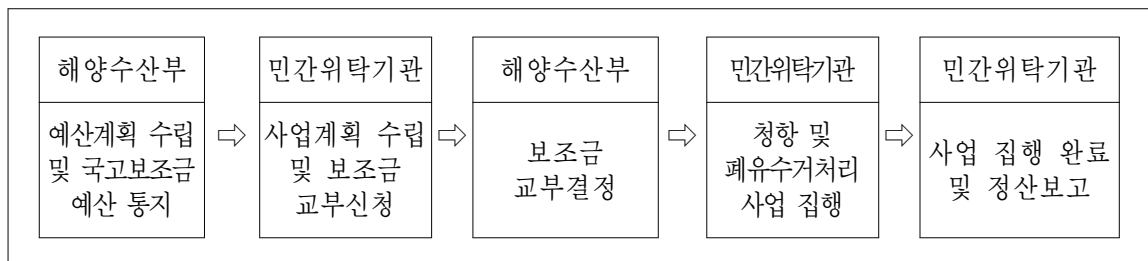 해양수산부
예산계획 수립
및 국고보조금
예산 통지
⇨
민간위탁기관
사업계획 수립
및 보조금
교부신청
⇨
해양수산부
보조금
교부결정
⇨
민간위탁기관
청항 및
폐유수거처리
사업 집행
⇨
민간위탁기관
사업 집행 완료
및 정산보고